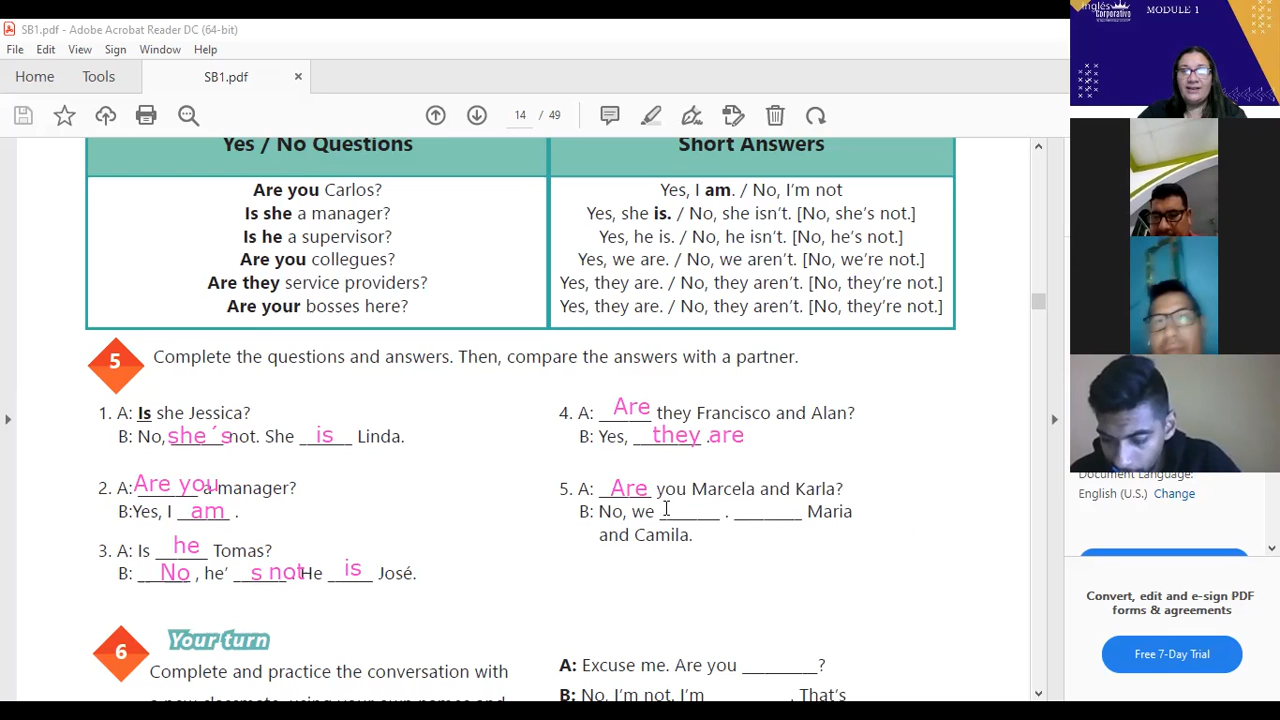 SB1.pdf - Adobe Acrobat Reader DC (64-bit)
File Edit View Sign Window Help
Home Tools SB1.pdf ×
14 / 49
Yes / No Questions
Short Answers
Are you Carlos?
Yes, I am. / No, I'm not
Is she a manager?
Yes, she is. / No, she isn't. [No, she's not.]
Is he a supervisor?
Yes, he is. / No, he isn't. [No, he's not.]
Are you collegues?
Yes, we are. / No, we aren't. [No, we're not.]
Are they service providers?
Yes, they are. / No, they aren't. [No, they're not.]
Are your bosses here?
Yes, they are. / No, they aren't. [No, they're not.]
5 Complete the questions and answers. Then, compare the answers with a partner.
1. A: Is she Jessica?
B: No, she´s not. She is Linda.
2. A: Are you a manager?
B:Yes, I am .
3. A: Is he Tomas?
B: No , he' s not . He is José.
4. A: Are they Francisco and Alan?
B: Yes, they are .
5. A: Are you Marcela and Karla?
B: No, we _______ . ________ Maria
and Camila.
6 Your turn
Complete and practice the conversation with
A: Excuse me. Are you _________?
B: No, I'm not. I'm _________. That's
Inglés
Corporativo
MODULE 1
Document Language:
English (U.S.) Change
Convert, edit and e-sign PDF
forms & agreements
Free 7-Day Trial